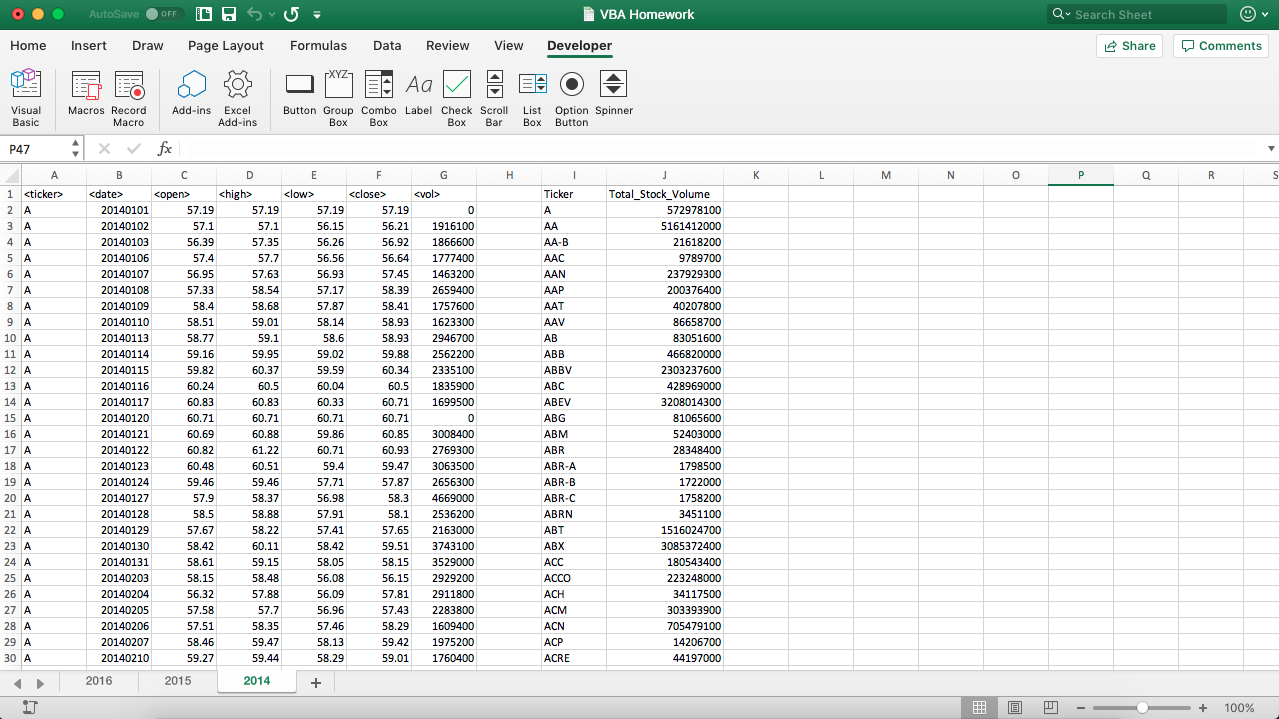 AutoSave OFF VBA Homework Search Sheet
Home Insert Draw Page Layout Formulas Data Review View Developer Share Comments
XYZ Aa
Visual Basic Macros Record Macro Add-ins Excel Add-ins Button Group Box Combo Box Label Check Box Scroll Bar List Box Option Button Spinner
P47 fx
A B C D E F G H I J K L M N O P Q R S
1 <ticker> <date> <open> <high> <low> <close> <vol> Ticker Total_Stock_Volume
2 A 20140101 57.19 57.19 57.19 57.19 0 A 572978100
3 A 20140102 57.1 57.1 56.15 56.21 1916100 AA 5161412000
4 A 20140103 56.39 57.35 56.26 56.92 1866600 AA-B 21618200
5 A 20140106 57.4 57.7 56.56 56.64 1777400 AAC 9789700
6 A 20140107 56.95 57.63 56.93 57.45 1463200 AAN 237929300
7 A 20140108 57.33 58.54 57.17 58.39 2659400 AAP 200376400
8 A 20140109 58.4 58.68 57.87 58.41 1757600 AAT 40207800
9 A 20140110 58.51 59.01 58.14 58.93 1623300 AAV 86658700
10 A 20140113 58.77 59.1 58.6 58.93 2946700 AB 83051600
11 A 20140114 59.16 59.95 59.02 59.88 2562200 ABB 466820000
12 A 20140115 59.82 60.37 59.59 60.34 2335100 ABBV 2303237600
13 A 20140116 60.24 60.5 60.04 60.5 1835900 ABC 428969000
14 A 20140117 60.83 60.83 60.33 60.71 1699500 ABEV 3208014300
15 A 20140120 60.71 60.71 60.71 60.71 0 ABG 81065600
16 A 20140121 60.69 60.88 59.86 60.85 3008400 ABM 52403000
17 A 20140122 60.82 61.22 60.71 60.93 2769300 ABR 28348400
18 A 20140123 60.48 60.51 59.4 59.47 3063500 ABR-A 1798500
19 A 20140124 59.46 59.46 57.71 57.87 2656300 ABR-B 1722000
20 A 20140127 57.9 58.37 56.98 58.3 4669000 ABR-C 1758200
21 A 20140128 58.5 58.88 57.91 58.1 2536200 ABRN 3451100
22 A 20140129 57.67 58.22 57.41 57.65 2163000 ABT 1516024700
23 A 20140130 58.42 60.11 58.42 59.51 3743100 ABX 3085372400
24 A 20140131 58.61 59.15 58.05 58.15 3529000 ACC 180543400
25 A 20140203 58.15 58.48 56.08 56.15 2929200 ACCO 223248000
26 A 20140204 56.32 57.88 56.09 57.81 2911800 ACH 34117500
27 A 20140205 57.58 57.7 56.96 57.43 2283800 ACM 303393900
28 A 20140206 57.51 58.35 57.46 58.29 1609400 ACN 705479100
29 A 20140207 58.46 59.47 58.13 59.42 1975200 ACP 14206700
30 A 20140210 59.27 59.44 58.29 59.01 1760400 ACRE 44197000
2016 2015 2014
100%